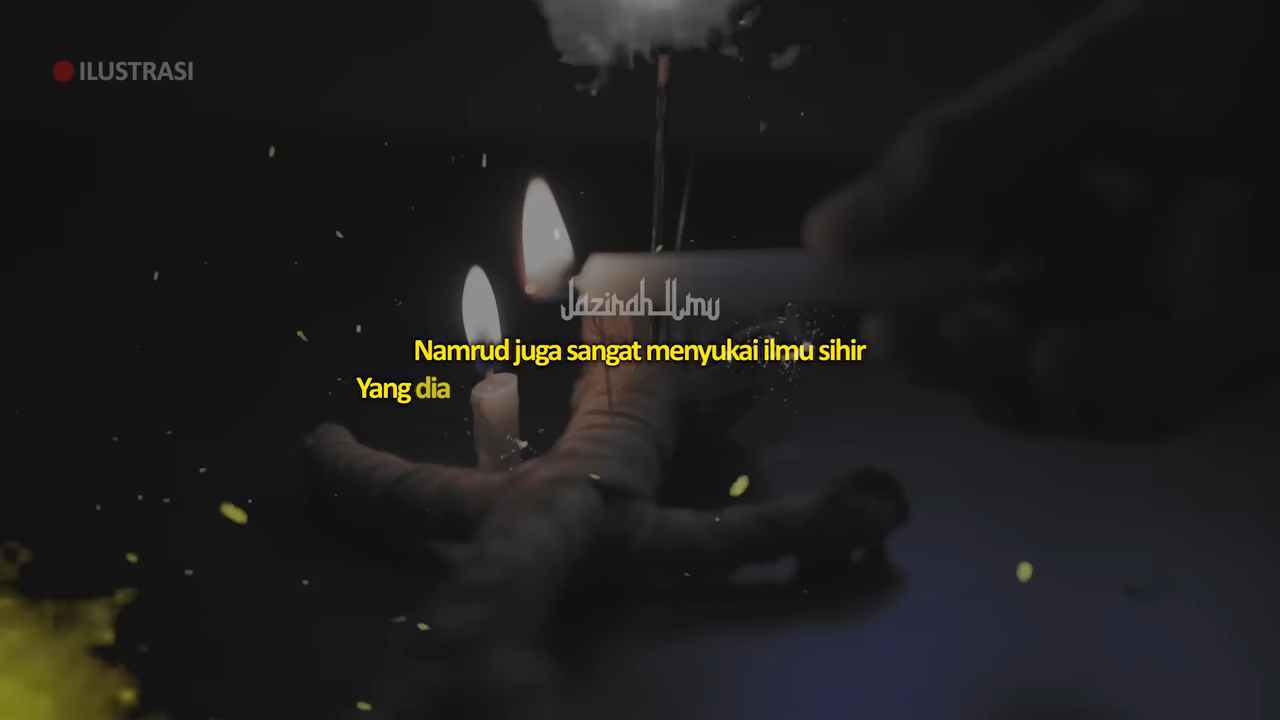 ILUSTRASI
Jazirah Ilmu
Namrud juga sangat menyukai ilmu sihir
Yang dia